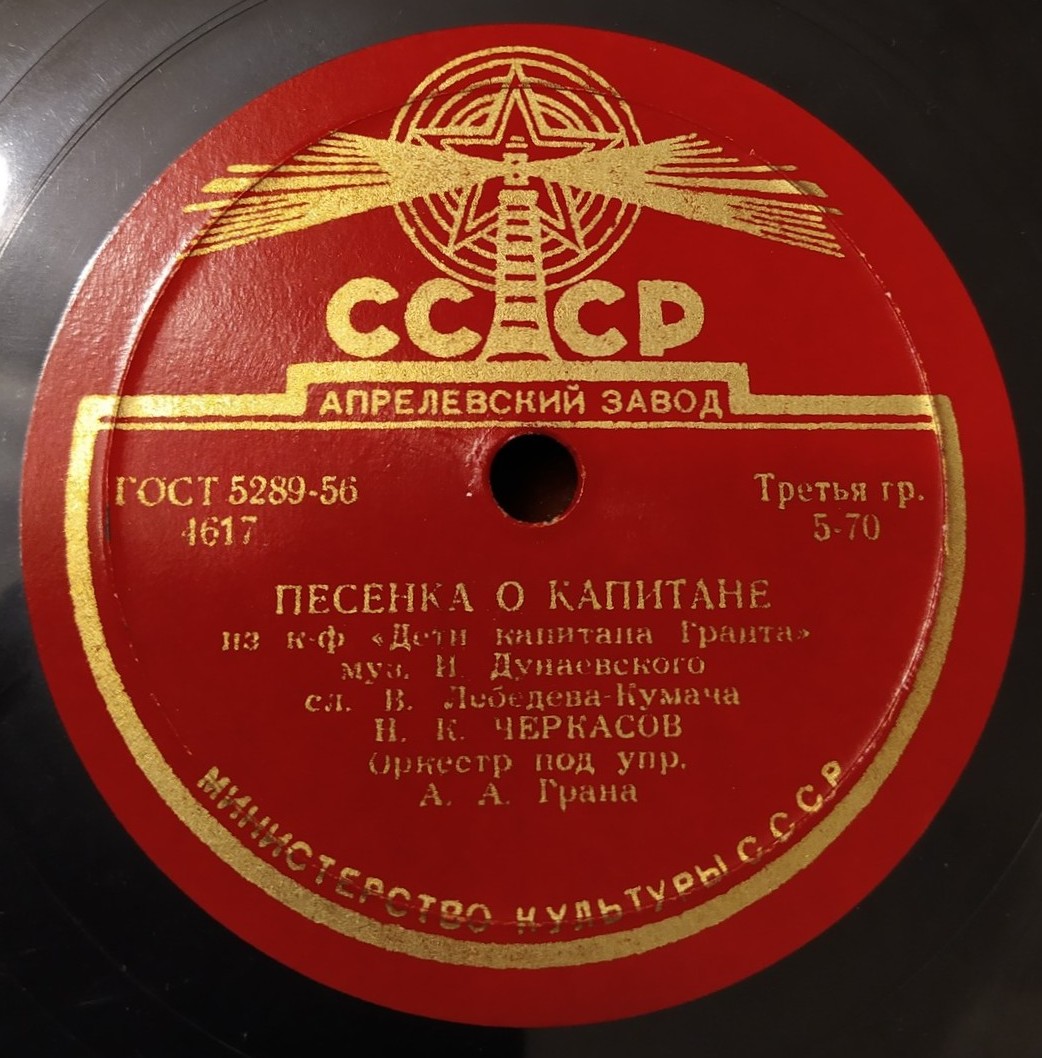 СССР
АПРЕЛЕВСКИЙ ЗАВОД
ГОСТ 5289-56
4617
Третья гр.
5-70
ПЕСЕНКА О КАПИТАНЕ
из к-ф «Дети капитана Гранта»
муз. И. Дунаевского
сл. В. Лебедева-Кумача
Н. К. ЧЕРКАСОВ
Оркестр под упр.
А. А. Грана
МИНИСТЕРСТВО КУЛЬТУРЫ СССР